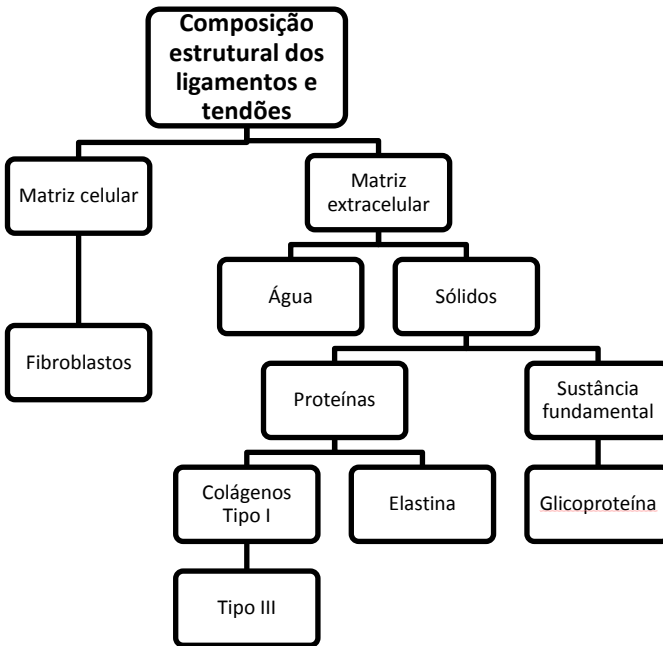 Composição
estrutural dos
ligamentos e
tendões
Matriz celular
Matriz
extracelular
Água
Sólidos
Fibroblastos
Proteínas
Sustância
fundamental
Colágenos
Tipo I
Elastina
Glicoproteína
Tipo III